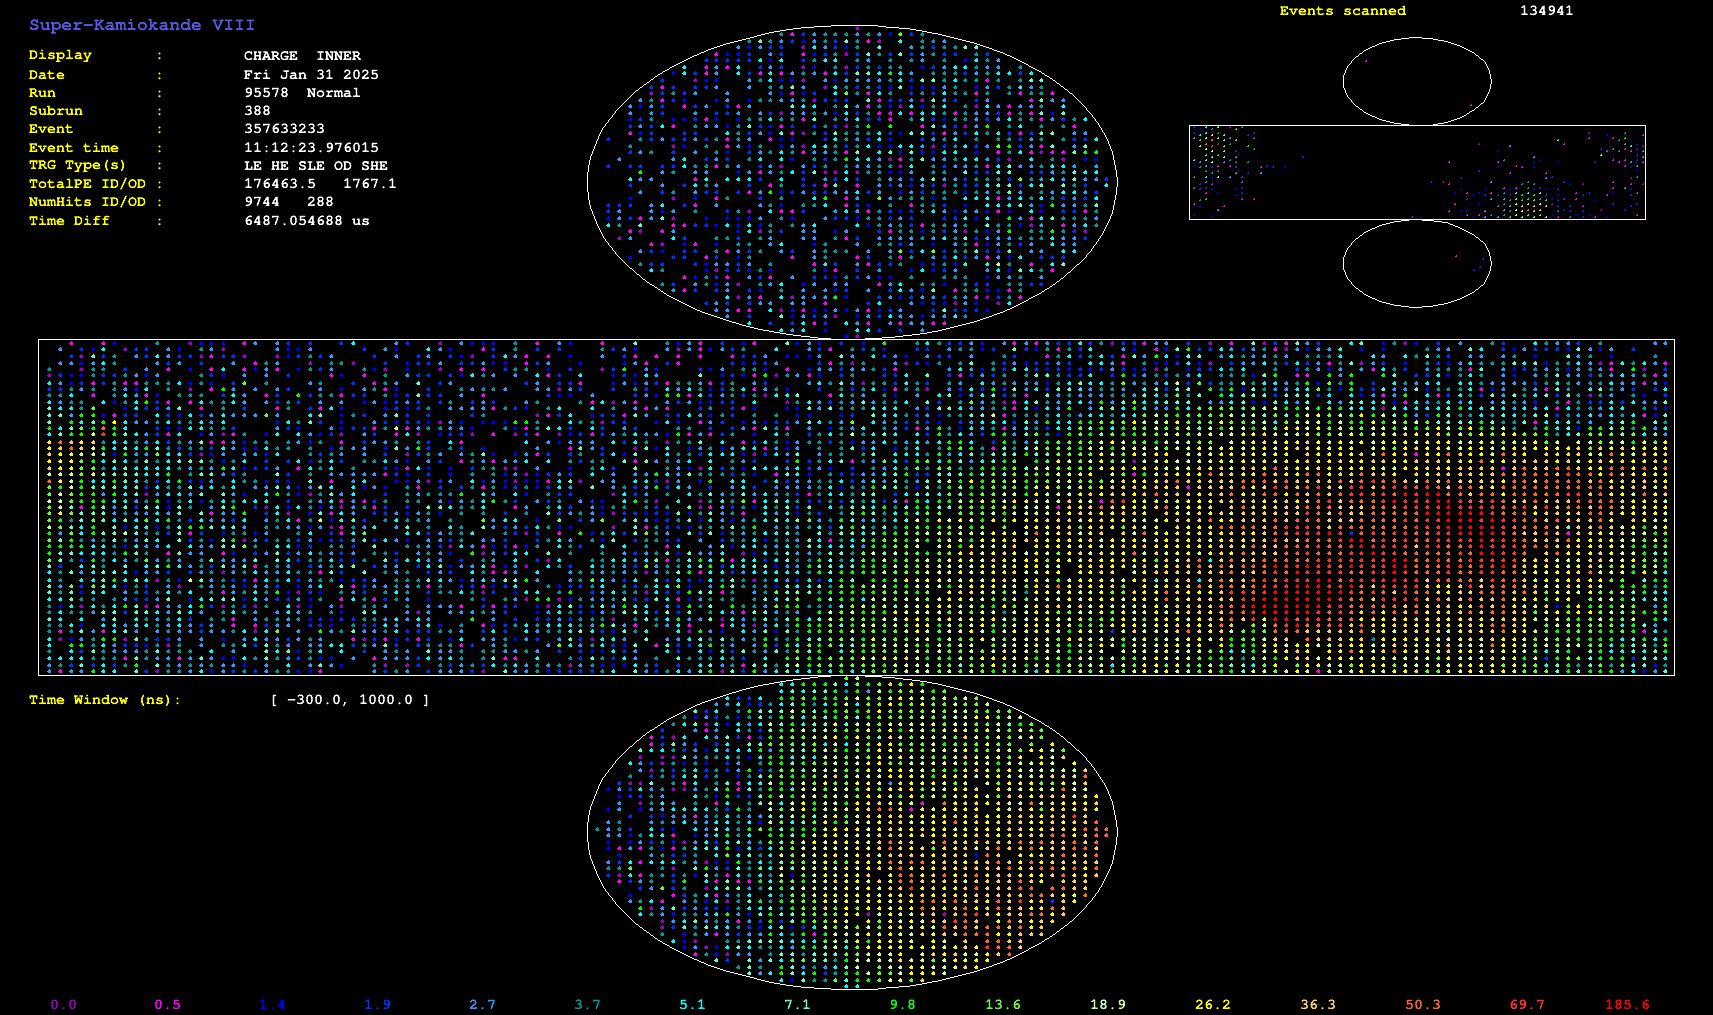 Super-Kamiokande VIII
Events scanned 134941
Display : CHARGE INNER
Date : Fri Jan 31 2025
Run : 95578 Normal
Subrun : 388
Event : 357633233
Event time : 11:12:23.976015
TRG Type(s) : LE HE SLE OD SHE
TotalPE ID/OD : 176463.5 1767.1
NumHits ID/OD : 9744 288
Time Diff : 6487.054688 us
Time Window (ns): [ -300.0, 1000.0 ]
0.0 0.5 1.4 1.9 2.7 3.7 5.1 7.1 9.8 13.6 18.9 26.2 36.3 50.3 69.7 185.6